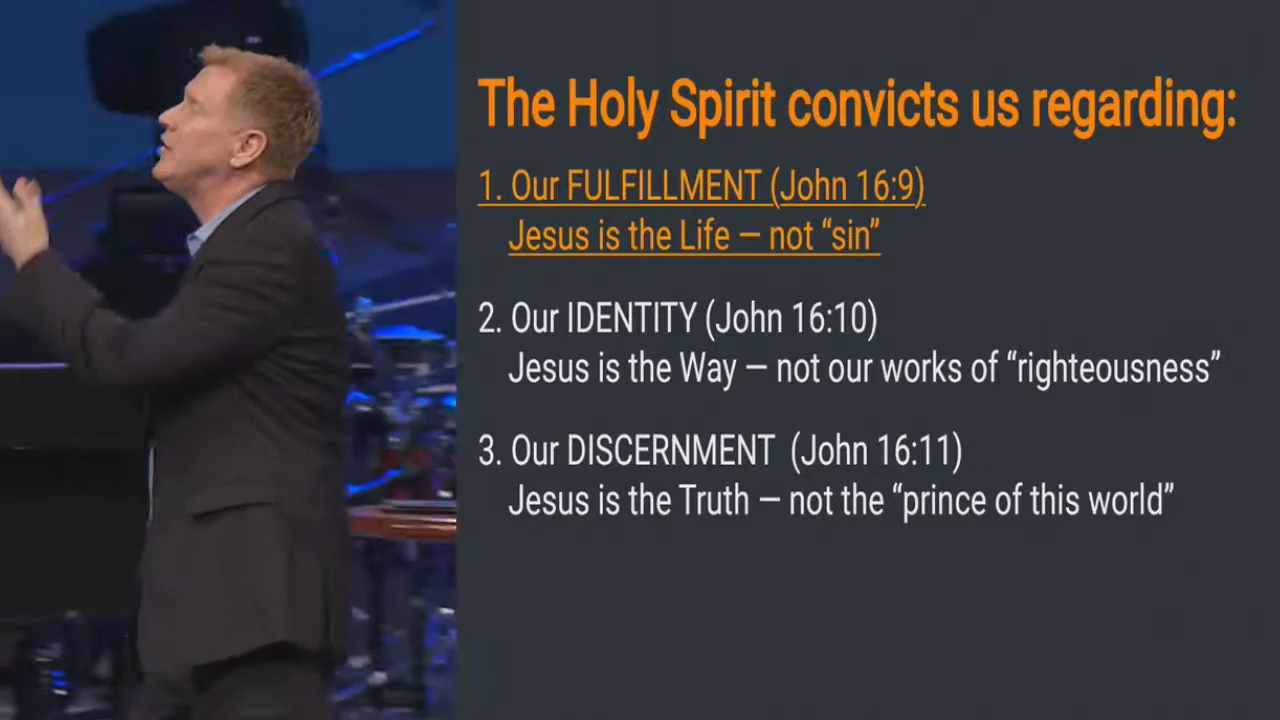 The Holy Spirit convicts us regarding:
1. Our FULFILLMENT (John 16:9)
Jesus is the Life – not “sin”
2. Our IDENTITY (John 16:10)
Jesus is the Way – not our works of “righteousness”
3. Our DISCERNMENT (John 16:11)
Jesus is the Truth – not the “prince of this world”